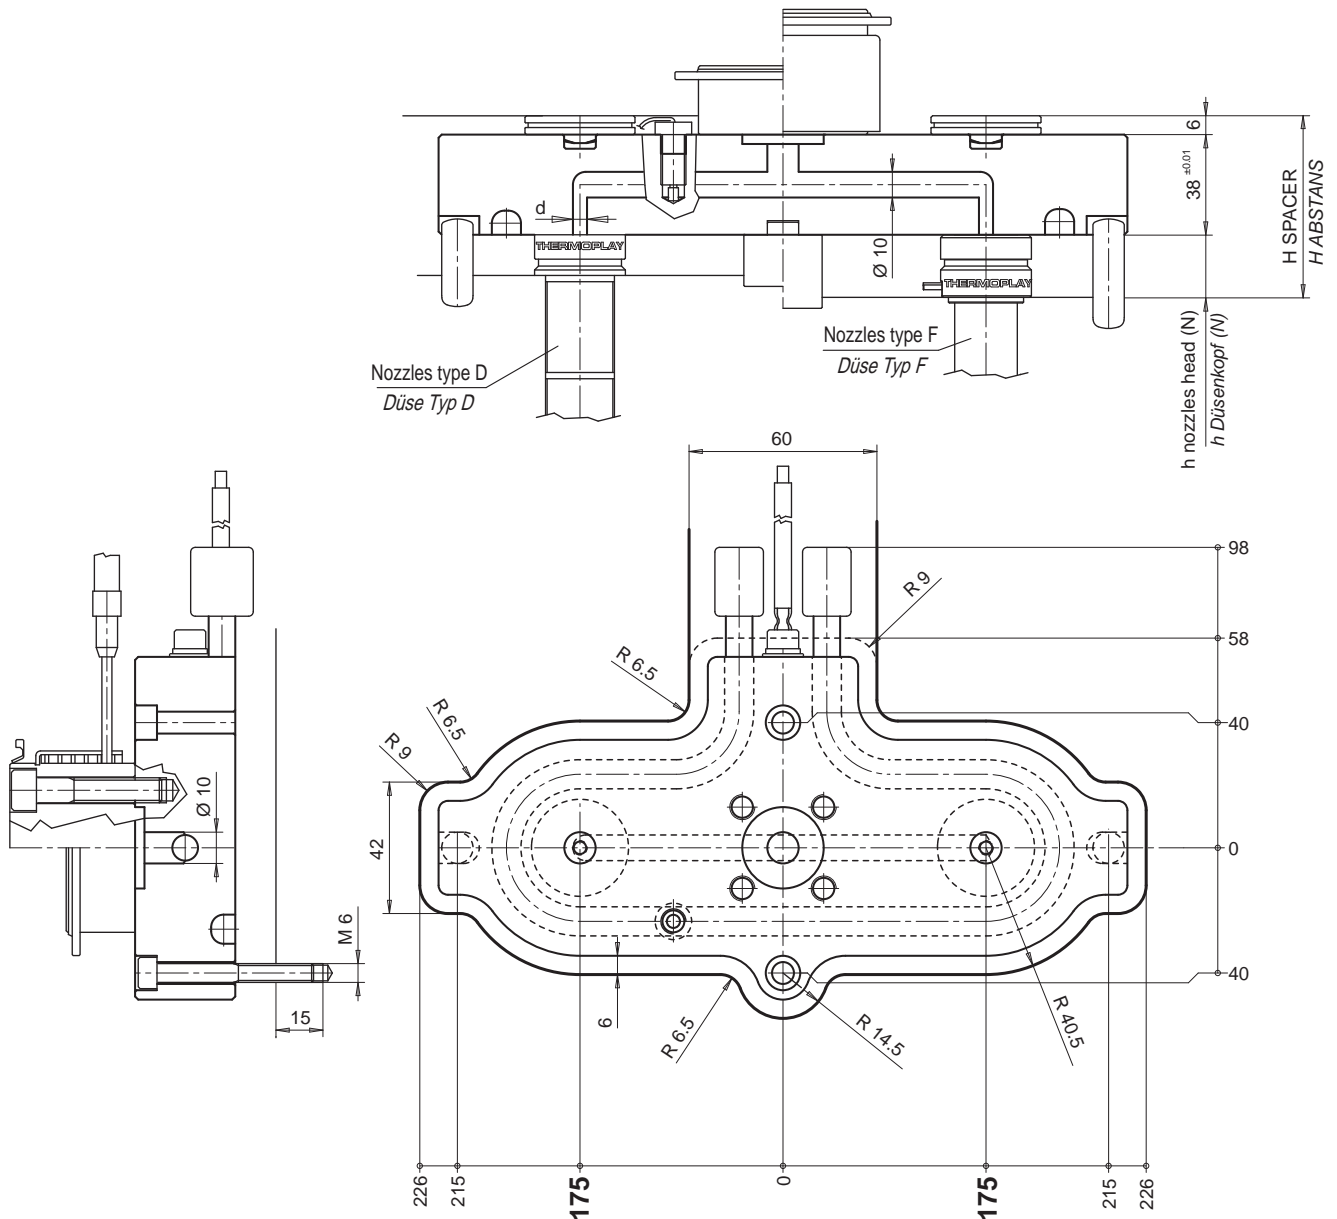 6
38 ±0.01
H SPACER
H ABSTANS
d
THERMOPLAY
Ø 10
THERMOPLAY
Nozzles type F
Düse Typ F
Nozzles type D
Düse Typ D
h nozzles head (N)
h Düsenkopf (N)
60
98
R 9
58
R 6.5
40
R 6.5
R 9
Ø 10
42
0
M 6
40
15
6
R 6.5
R 14.5
R 40.5
226
215
175
0
175
215
226